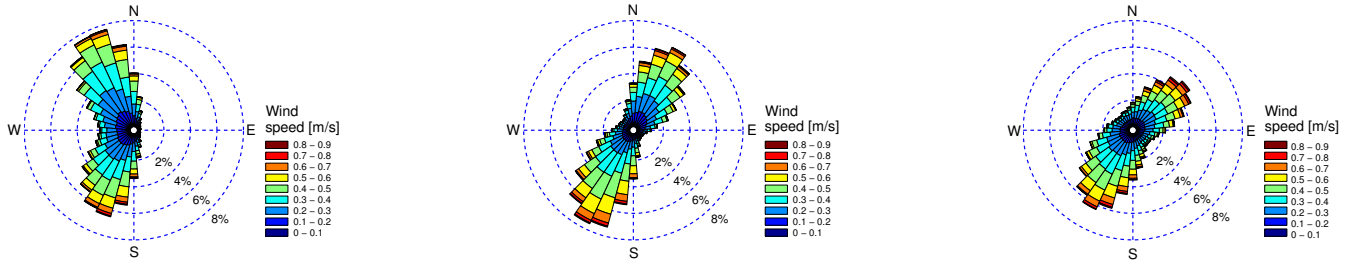 N
W
E
S
2%
4%
6%
8%
Wind
speed [m/s]
0.8 – 0.9
0.7 – 0.8
0.6 – 0.7
0.5 – 0.6
0.4 – 0.5
0.3 – 0.4
0.2 – 0.3
0.1 – 0.2
0 – 0.1
N
W
E
S
2%
4%
6%
8%
Wind
speed [m/s]
0.8 – 0.9
0.7 – 0.8
0.6 – 0.7
0.5 – 0.6
0.4 – 0.5
0.3 – 0.4
0.2 – 0.3
0.1 – 0.2
0 – 0.1
N
W
E
S
2%
4%
6%
8%
Wind
speed [m/s]
0.8 – 0.9
0.7 – 0.8
0.6 – 0.7
0.5 – 0.6
0.4 – 0.5
0.3 – 0.4
0.2 – 0.3
0.1 – 0.2
0 – 0.1